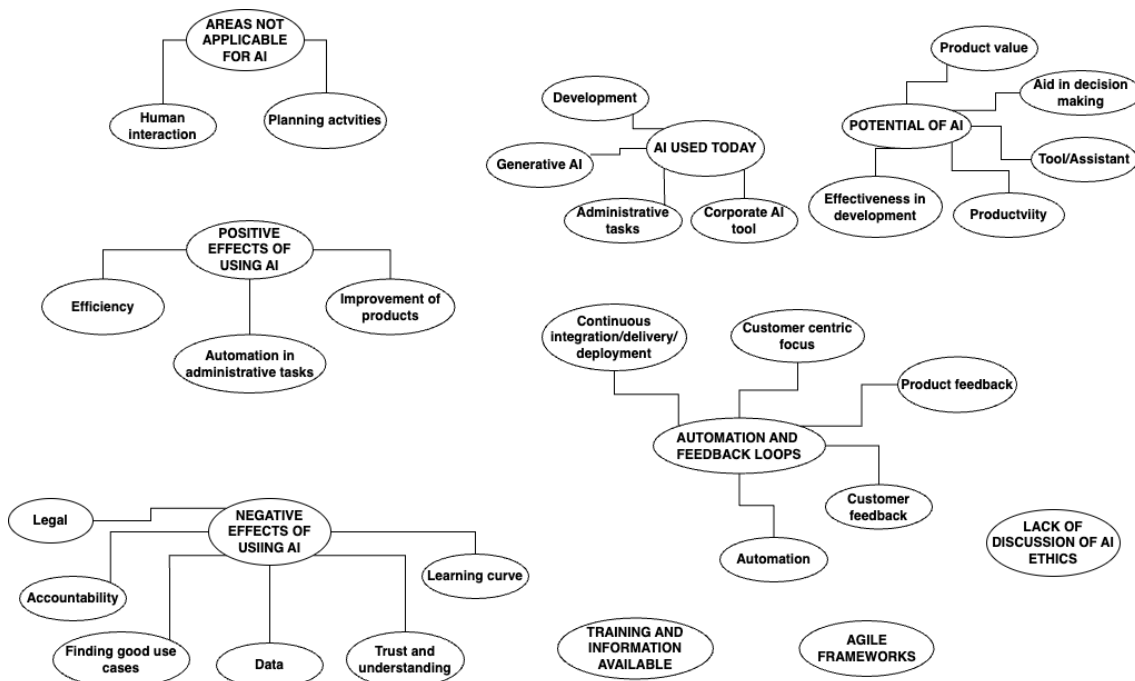 AREAS NOT
APPLICABLE
FOR AI
Human
interaction
Planning actvities
POSITIVE
EFFECTS OF
USING AI
Efficiency
Automation in
administrative tasks
Improvement of
products
NEGATIVE
EFFECTS OF
USIING AI
Legal
Accountability
Finding good use
cases
Data
Trust and
understanding
Learning curve
AI USED TODAY
Development
Generative AI
Administrative
tasks
Corporate AI
tool
POTENTIAL OF AI
Product value
Aid in decision
making
Tool/Assistant
Productviity
Effectiveness in
development
AUTOMATION AND
FEEDBACK LOOPS
Continuous
integration/delivery/
deployment
Customer centric
focus
Product feedback
Customer
feedback
Automation
LACK OF
DISCUSSION OF AI
ETHICS
TRAINING AND
INFORMATION
AVAILABLE
AGILE
FRAMEWORKS